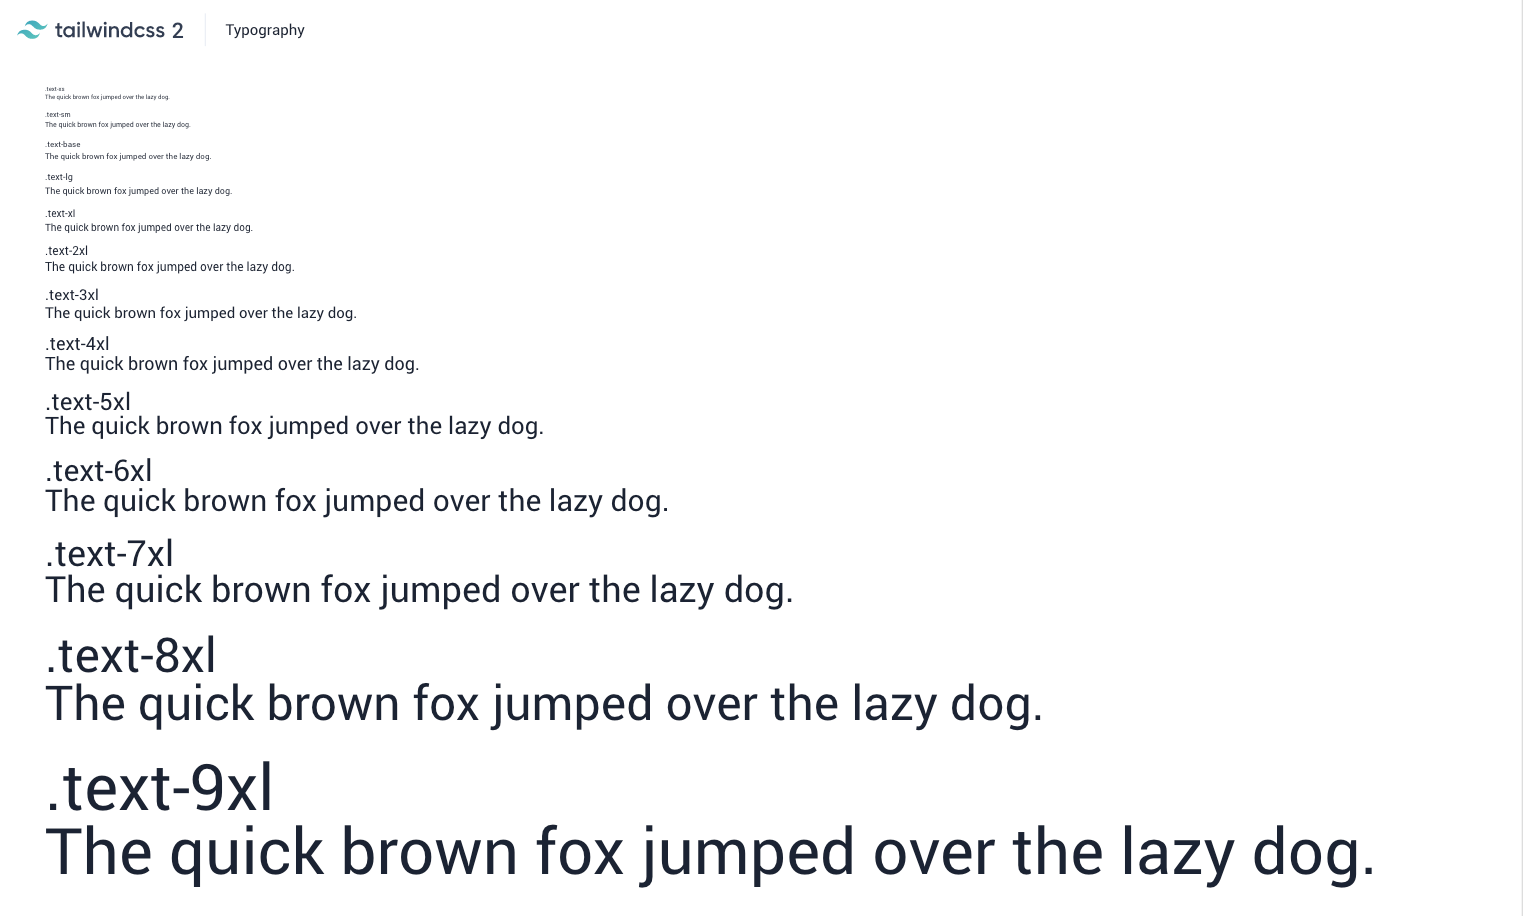 tailwindcss 2
Typography
.text-xs
The quick brown fox jumped over the lazy dog.
.text-sm
The quick brown fox jumped over the lazy dog.
.text-base
The quick brown fox jumped over the lazy dog.
.text-lg
The quick brown fox jumped over the lazy dog.
.text-xl
The quick brown fox jumped over the lazy dog.
.text-2xl
The quick brown fox jumped over the lazy dog.
.text-3xl
The quick brown fox jumped over the lazy dog.
.text-4xl
The quick brown fox jumped over the lazy dog.
.text-5xl
The quick brown fox jumped over the lazy dog.
.text-6xl
The quick brown fox jumped over the lazy dog.
.text-7xl
The quick brown fox jumped over the lazy dog.
.text-8xl
The quick brown fox jumped over the lazy dog.
.text-9xl
The quick brown fox jumped over the lazy dog.